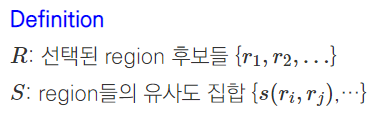 Definition
R: 선택된 region 후보들 {r₁, r₂, …}
S: region들의 유사도 집합 {s(rᵢ, rⱼ),⋯}